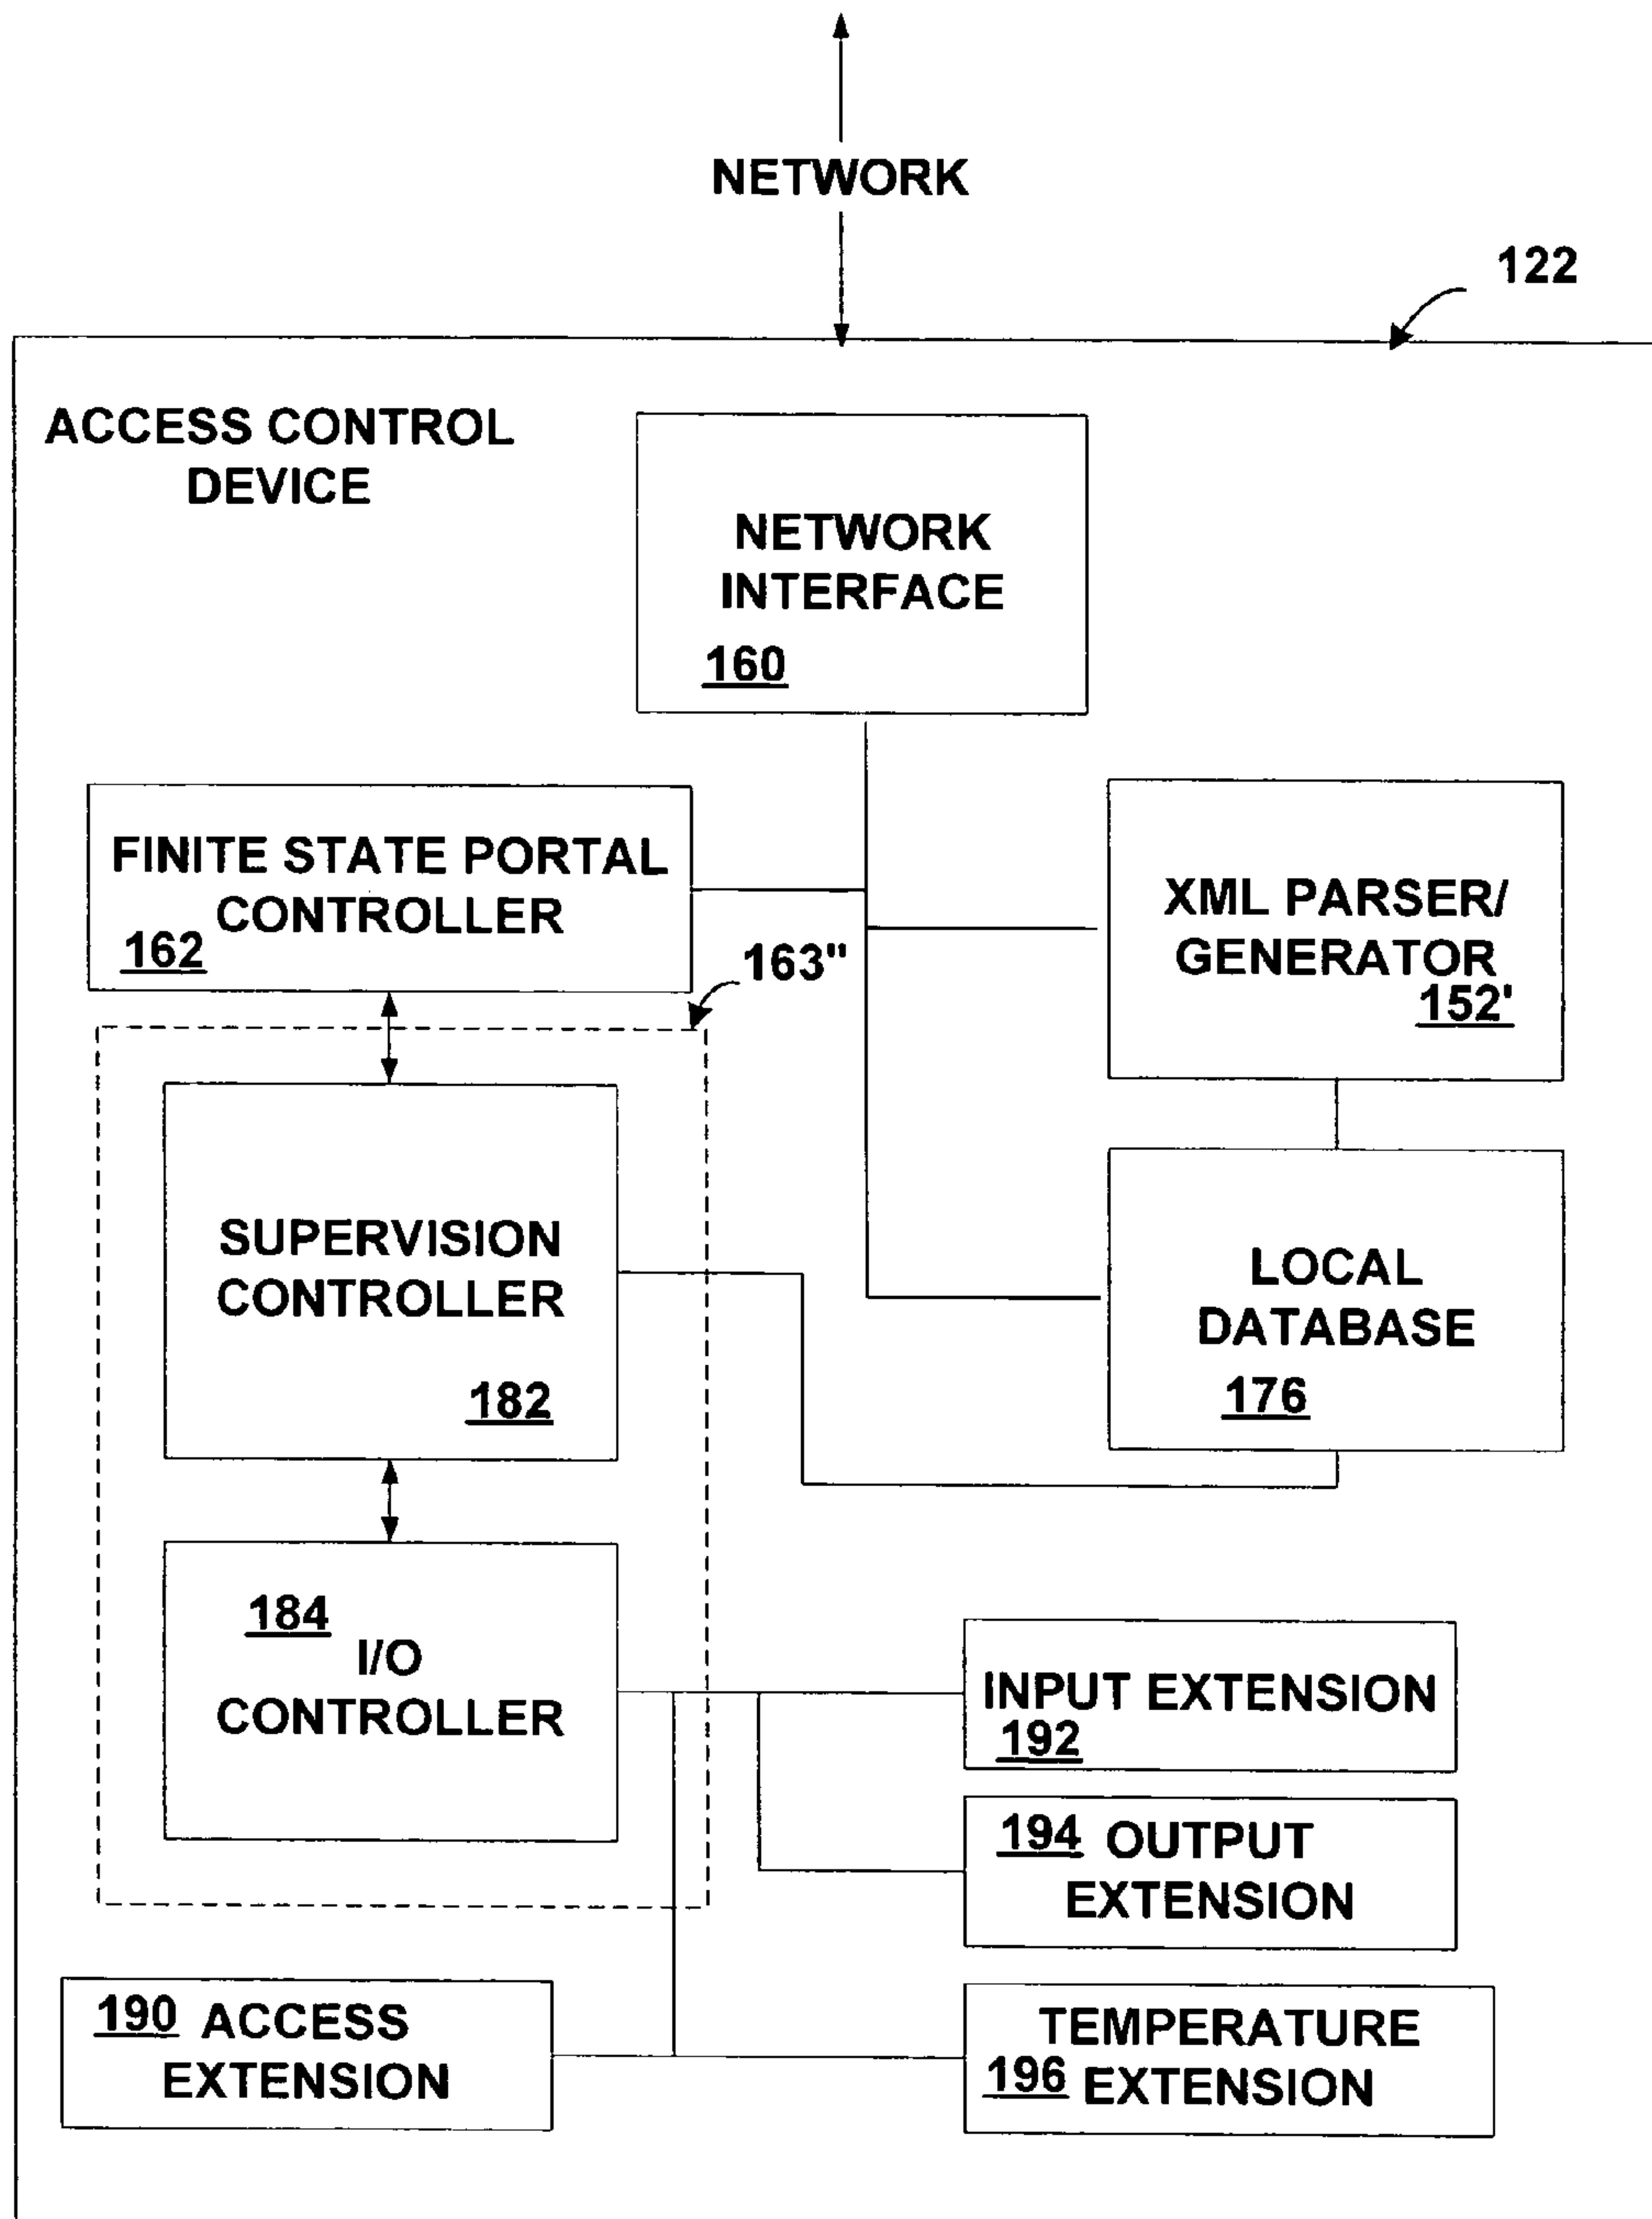 NETWORK
122
ACCESS CONTROL
DEVICE
NETWORK
INTERFACE
160
FINITE STATE PORTAL
CONTROLLER
162
XML PARSER/
GENERATOR
152'
163"
SUPERVISION
CONTROLLER
182
LOCAL
DATABASE
176
184
I/O
CONTROLLER
INPUT EXTENSION
192
194 OUTPUT
EXTENSION
190 ACCESS
EXTENSION
TEMPERATURE
196 EXTENSION